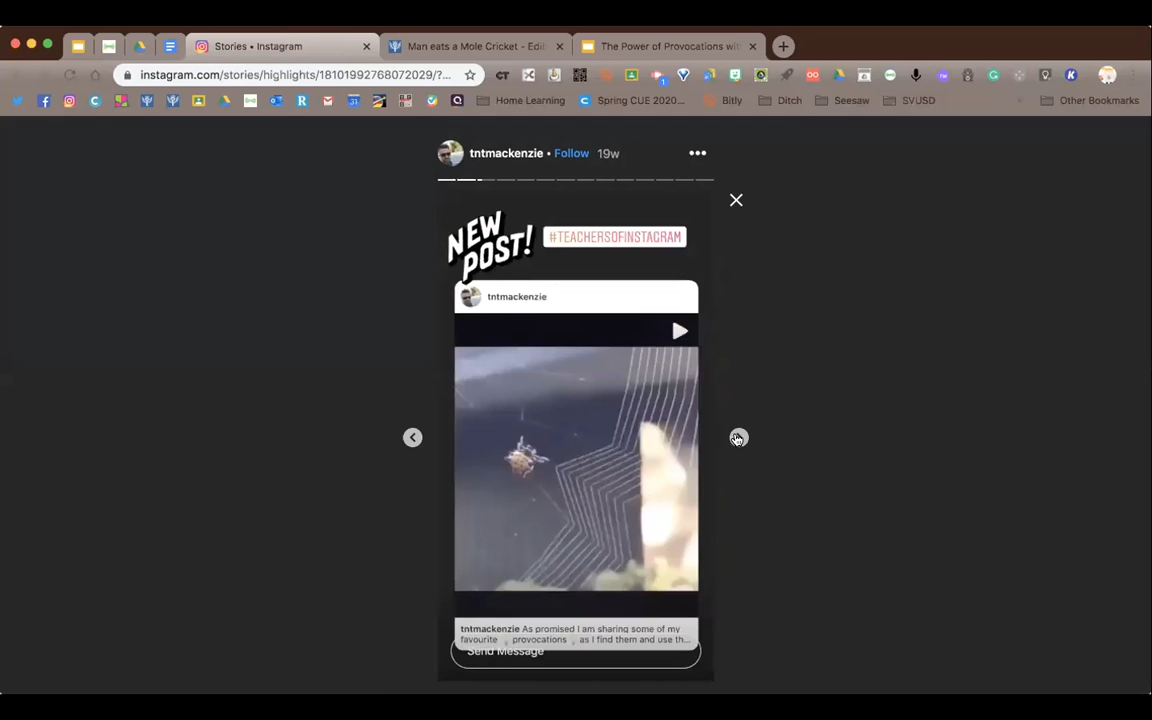 Stories • Instagram
Man eats a Mole Cricket - Edit
The Power of Provocations wit
instagram.com/stories/highlights/18101992768072029/?...
Home Learning
Spring CUE 2020...
Bitly
Ditch
Seesaw
SVUSD
Other Bookmarks
tntmackenzie • Follow 19w
NEW POST!
#TEACHERSOFINSTAGRAM
tntmackenzie
tntmackenzie As promised I am sharing some of my
favourite provocations as I find them and use th...
Send Message